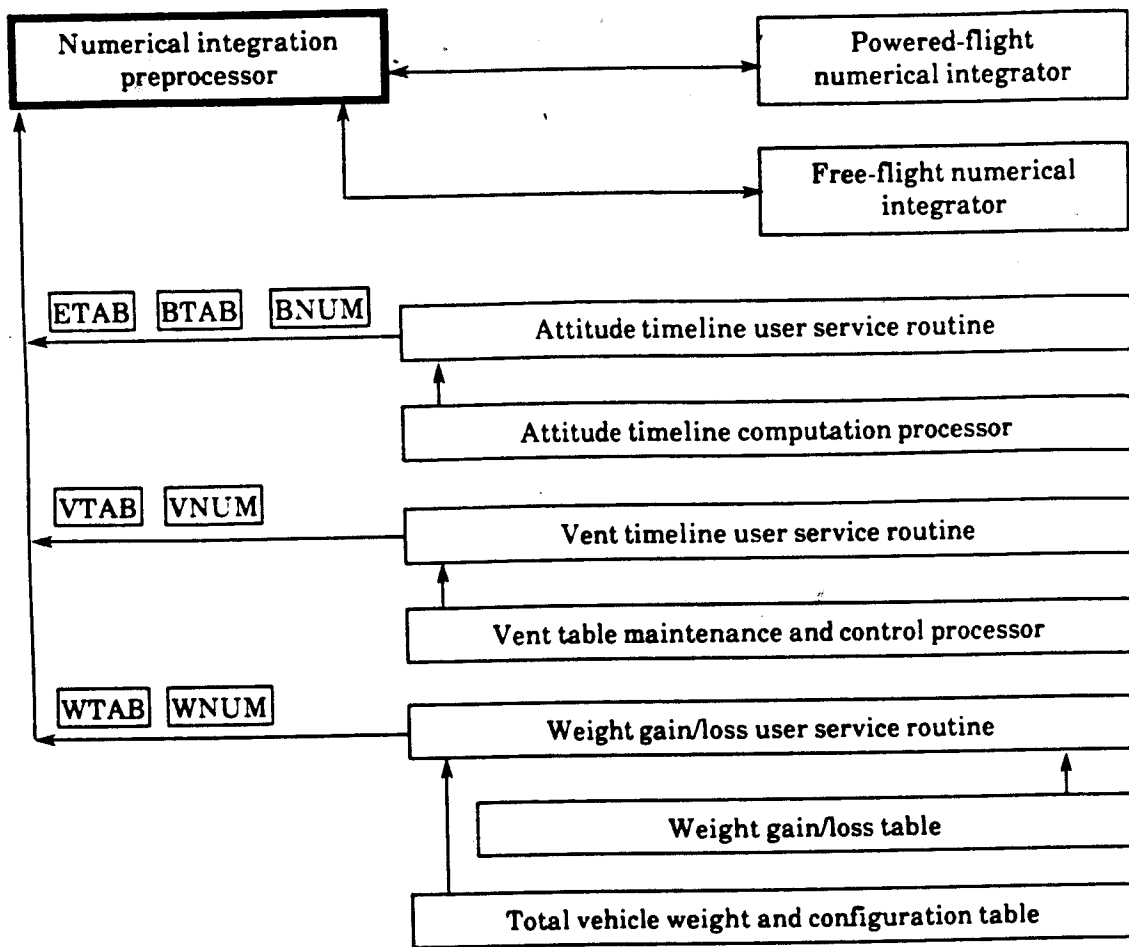 Numerical integration
preprocessor
Powered-flight
numerical integrator
Free-flight numerical
integrator
ETAB BTAB BNUM
Attitude timeline user service routine
Attitude timeline computation processor
VTAB VNUM
Vent timeline user service routine
Vent table maintenance and control processor
WTAB WNUM
Weight gain/loss user service routine
Weight gain/loss table
Total vehicle weight and configuration table